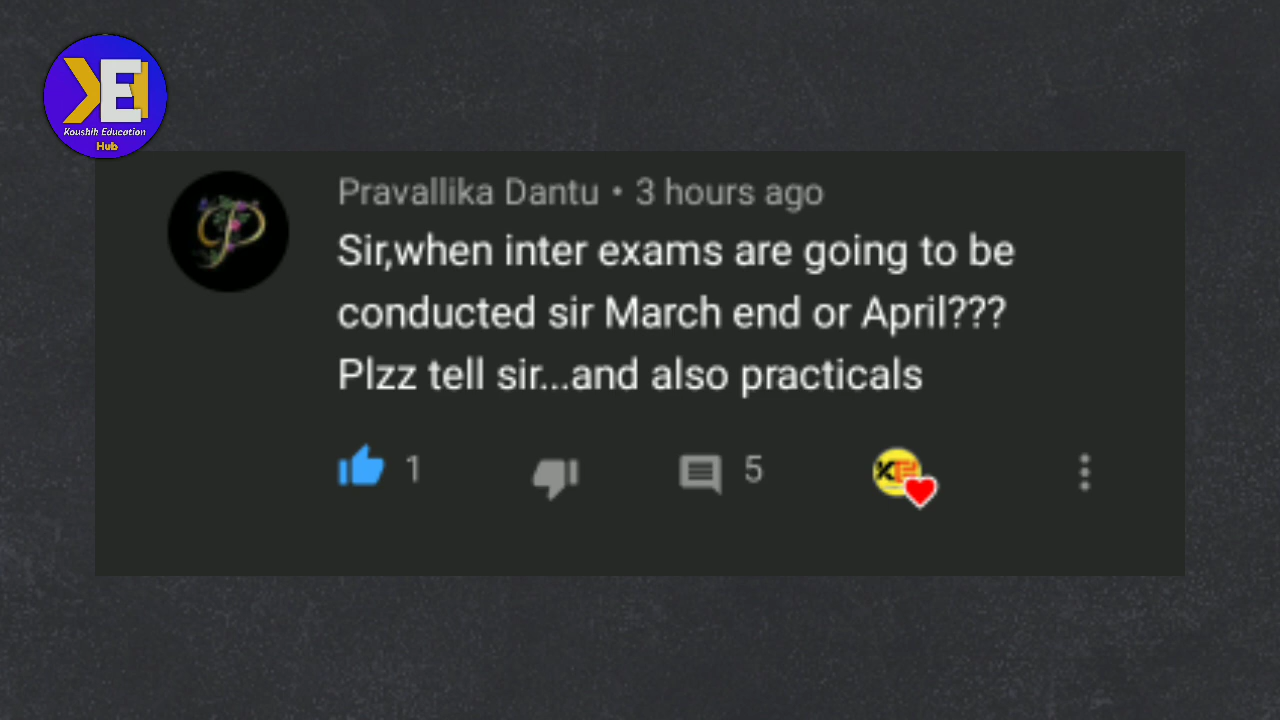 KEH
Koushik Education
Hub
Pravallika Dantu • 3 hours ago
Sir,when inter exams are going to be
conducted sir March end or April???
Plzz tell sir...and also practicals
1
5